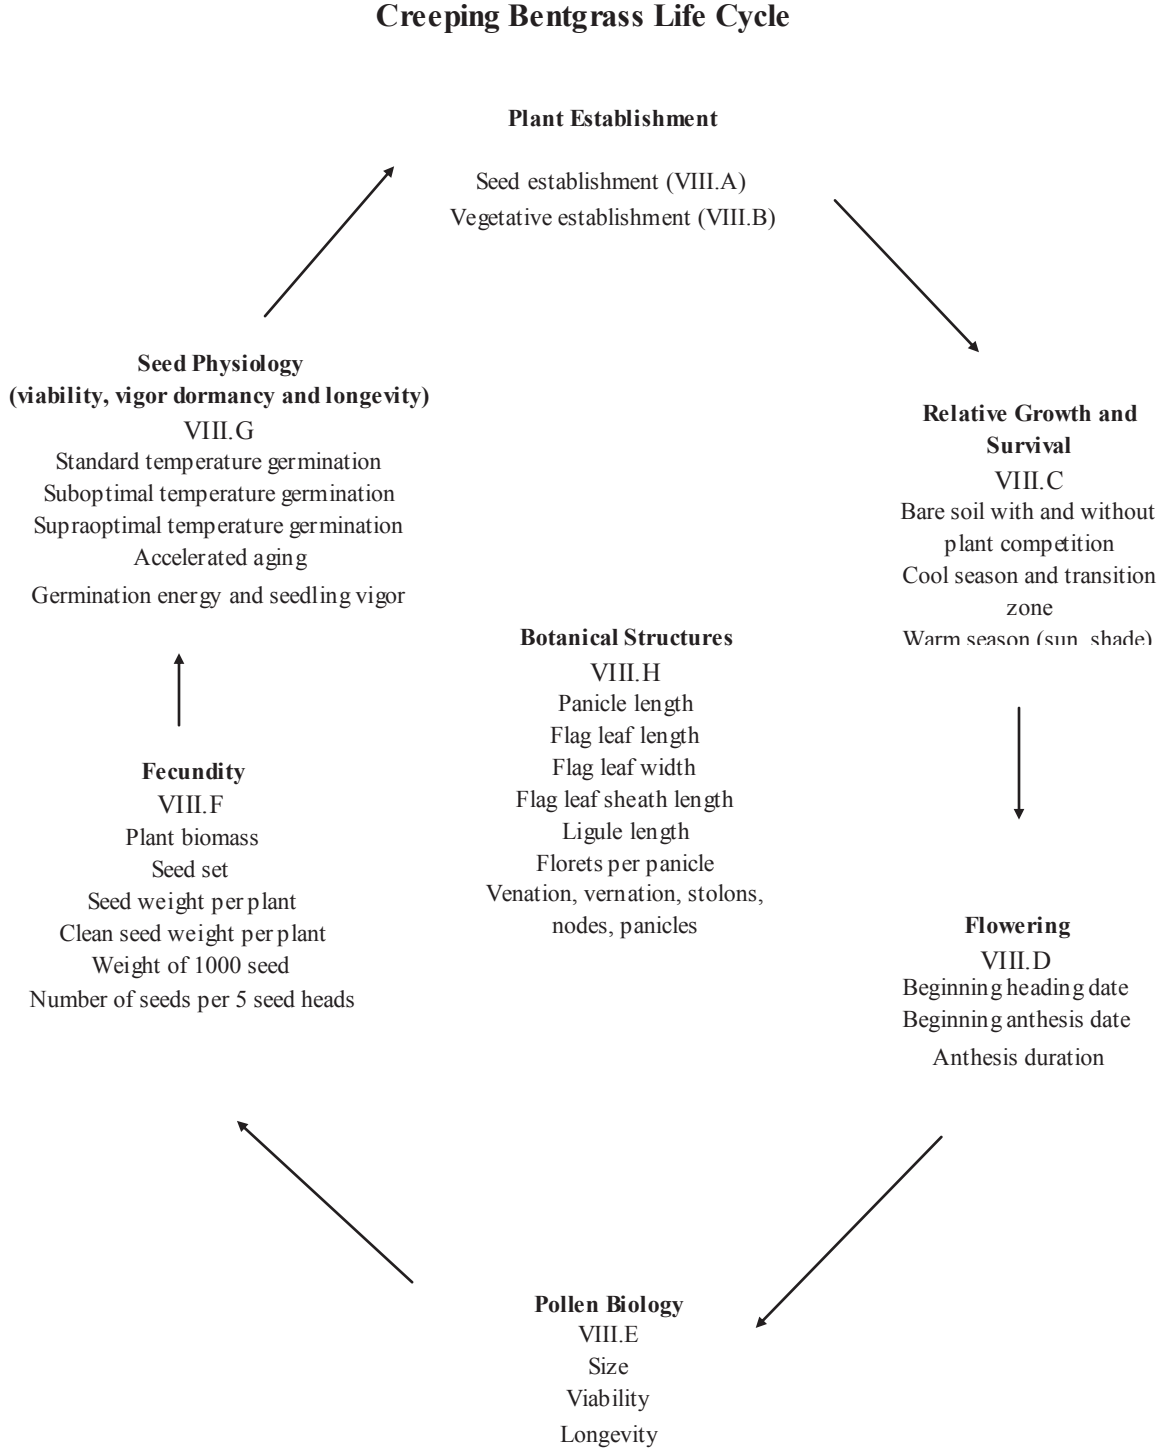 Creeping Bentgrass Life Cycle
Plant Establishment
Seed establishment (VIII.A)
Vegetative establishment (VIII.B)
Relative Growth and
Survival
VIII.C
Bare soil with and without
plant competition
Cool season and transition
zone
Warm season (sun, shade)
Flowering
VIII.D
Beginning heading date
Beginning anthesis date
Anthesis duration
Pollen Biology
VIII.E
Size
Viability
Longevity
Fecundity
VIII.F
Plant biomass
Seed set
Seed weight per plant
Clean seed weight per plant
Weight of 1000 seed
Number of seeds per 5 seed heads
Seed Physiology
(viability, vigor dormancy and longevity)
VIII.G
Standard temperature germination
Suboptimal temperature germination
Supraoptimal temperature germination
Accelerated aging
Germination energy and seedling vigor
Botanical Structures
VIII.H
Panicle length
Flag leaf length
Flag leaf width
Flag leaf sheath length
Ligule length
Florets per panicle
Venation, vernation, stolons,
nodes, panicles